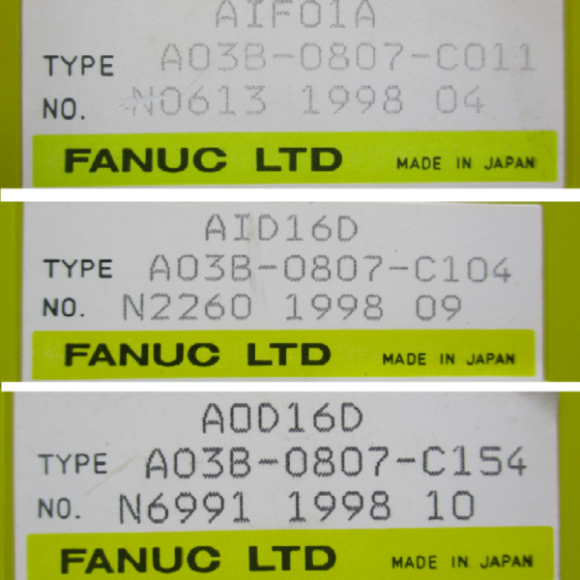 AIF01A
TYPE A03B-0807-C011
NO. N0613 1998 04
FANUC LTD MADE IN JAPAN
AID16D
TYPE A03B-0807-C104
NO. N2260 1998 09
FANUC LTD MADE IN JAPAN
AOD16D
TYPE A03B-0807-C154
NO. N6991 1998 10
FANUC LTD MADE IN JAPAN